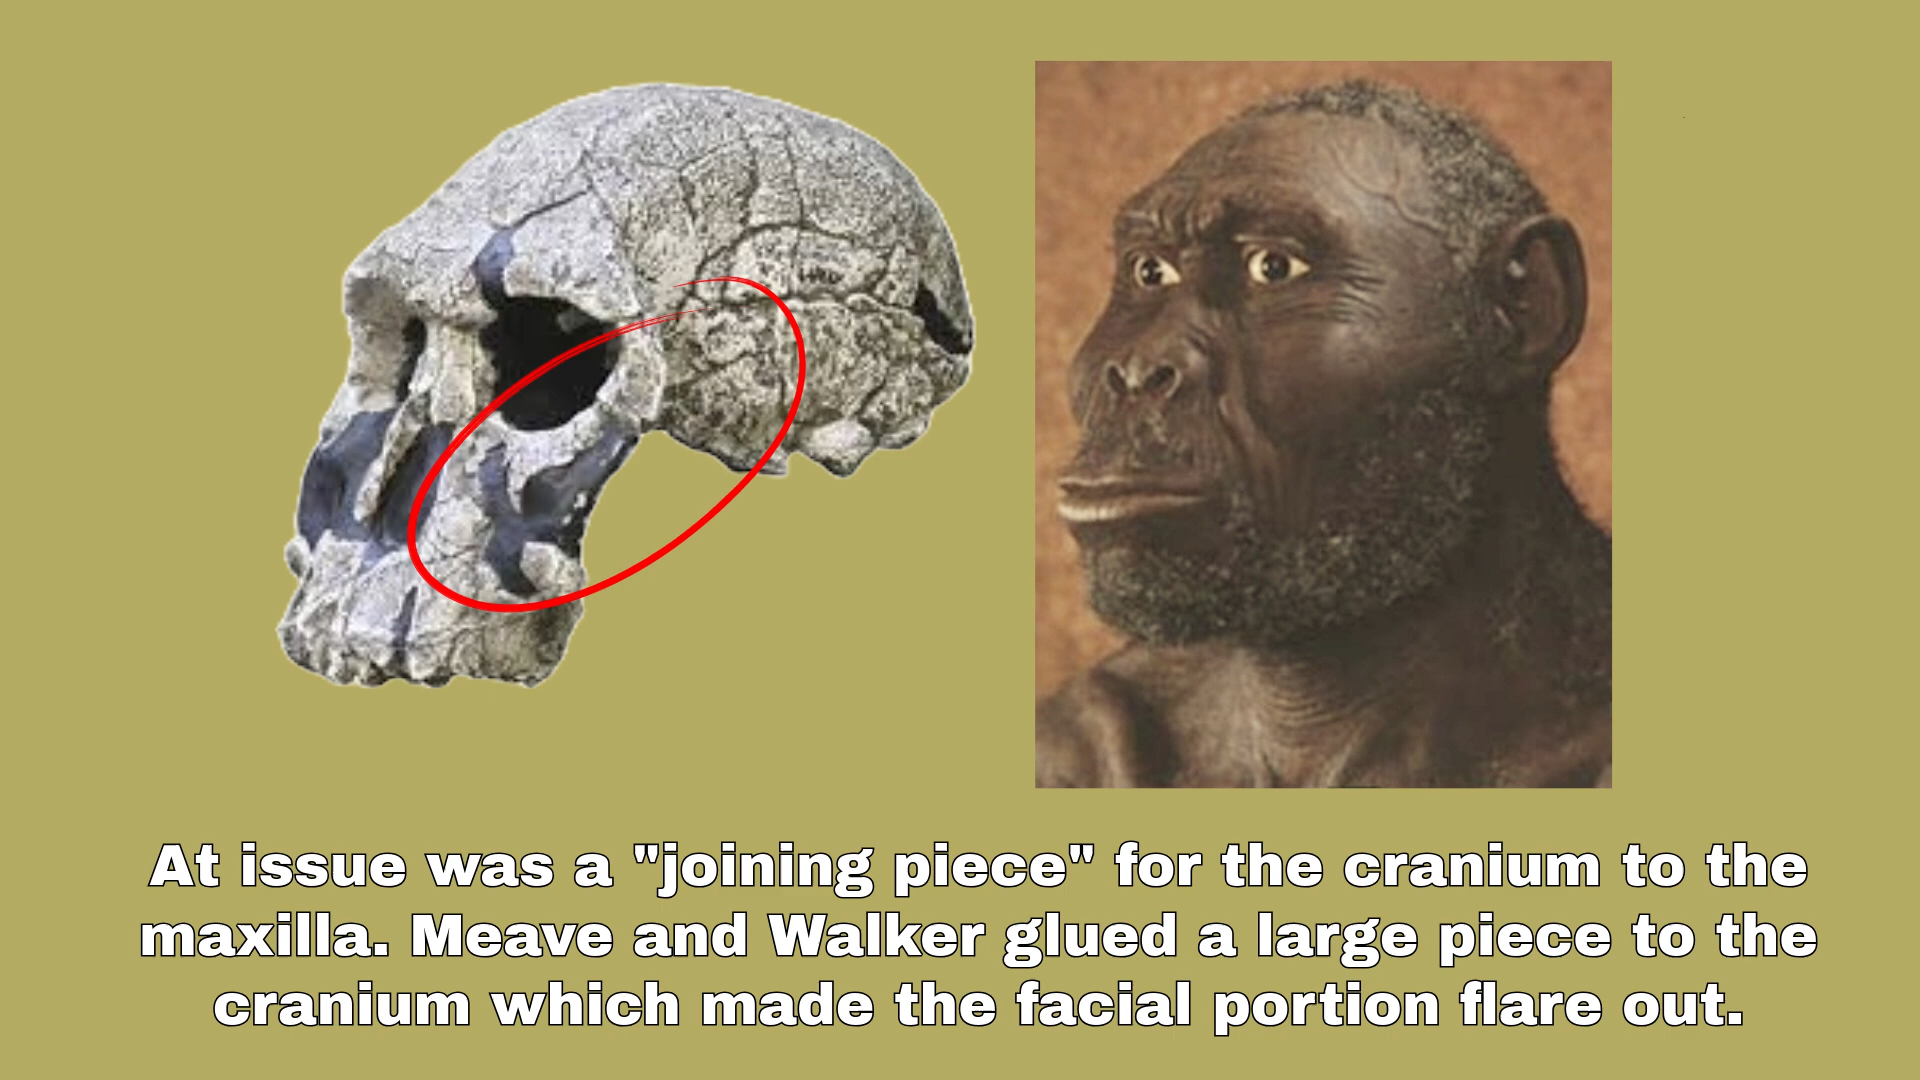 At issue was a "joining piece" for the cranium to the
maxilla. Meave and Walker glued a large piece to the
cranium which made the facial portion flare out.